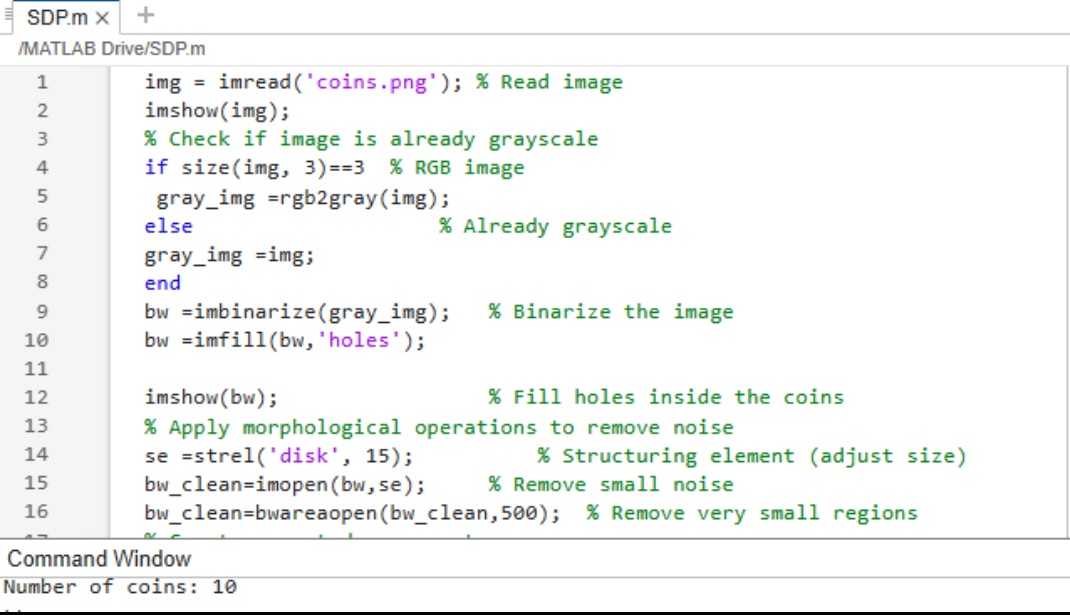 SDP.m ×  +
/MATLAB Drive/SDP.m
1 img = imread('coins.png'); % Read image
2 imshow(img);
3 % Check if image is already grayscale
4 if size(img, 3)==3  % RGB image
5  gray_img =rgb2gray(img);
6 else                    % Already grayscale
7 gray_img =img;
8 end
9 bw =imbinarize(gray_img);   % Binarize the image
10 bw =imfill(bw,'holes');
11
12 imshow(bw);                 % Fill holes inside the coins
13 % Apply morphological operations to remove noise
14 se =strel('disk', 15);          % Structuring element (adjust size)
15 bw_clean=imopen(bw,se);     % Remove small noise
16 bw_clean=bwareaopen(bw_clean,500);  % Remove very small regions
Command Window
Number of coins: 10